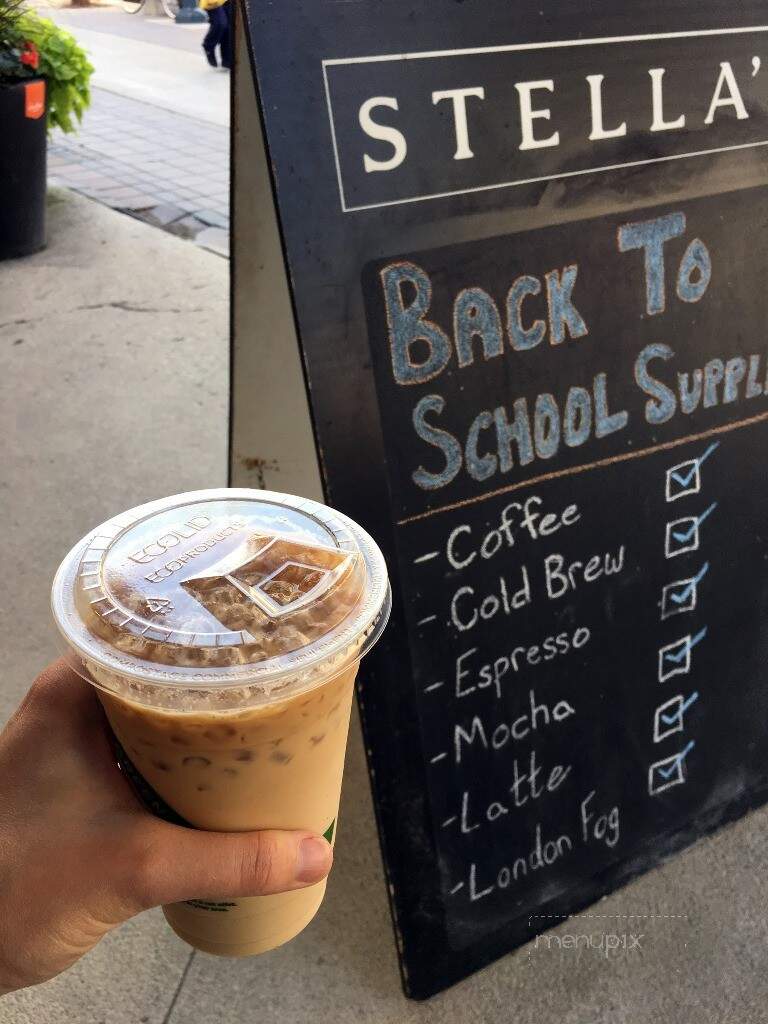 STELLA'
BACK TO
SCHOOL SUPPL
- Coffee
- Cold Brew
- Espresso
- Mocha
- Latte
- London Fog
ECOLID
ECOPRODUCTS
menupix